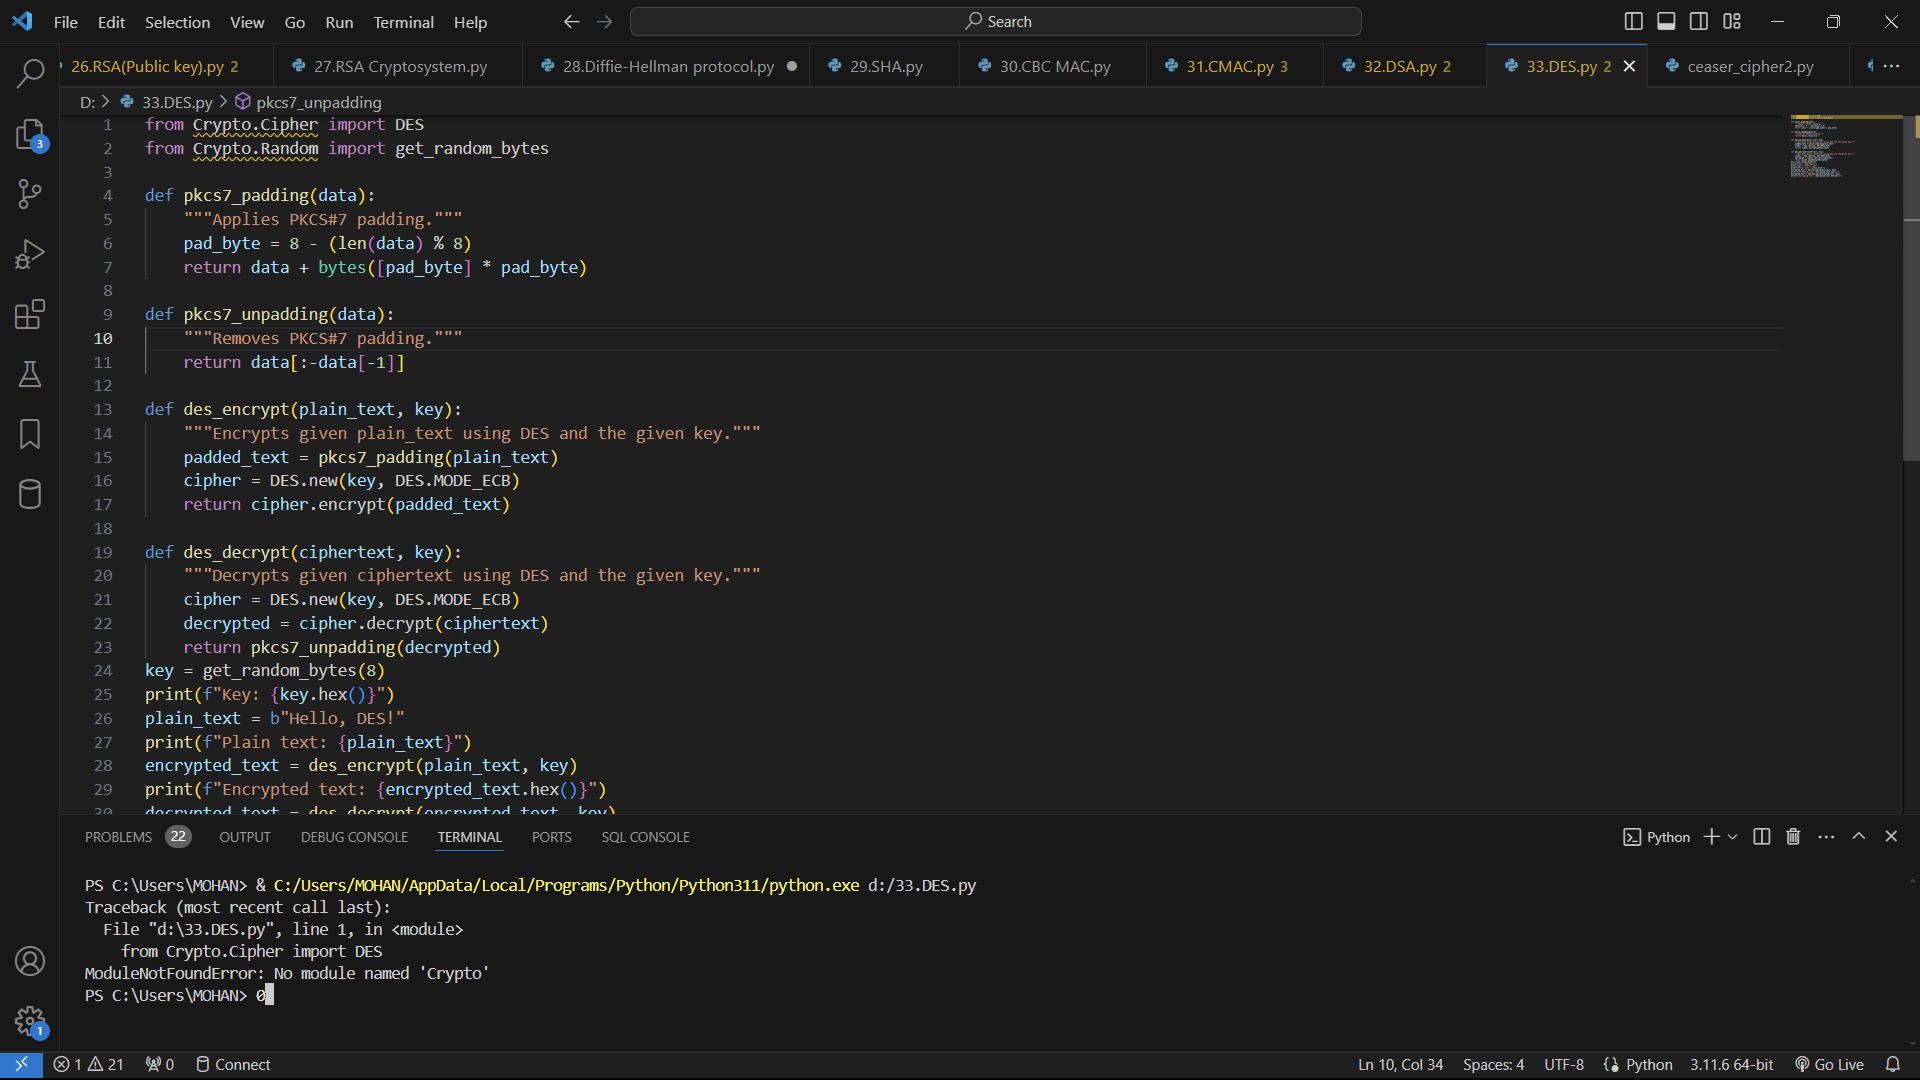 File Edit Selection View Go Run Terminal Help Search
26.RSA(Public key).py 2 27.RSA Cryptosystem.py 28.Diffie-Hellman protocol.py 29.SHA.py 30.CBC MAC.py 31.CMAC.py 3 32.DSA.py 2 33.DES.py 2 ceaser_cipher2.py
D: > 33.DES.py > pkcs7_unpadding
1 from Crypto.Cipher import DES
2 from Crypto.Random import get_random_bytes
3
4 def pkcs7_padding(data):
5 """Applies PKCS#7 padding."""
6 pad_byte = 8 - (len(data) % 8)
7 return data + bytes([pad_byte] * pad_byte)
8
9 def pkcs7_unpadding(data):
10 """Removes PKCS#7 padding."""
11 return data[:-data[-1]]
12
13 def des_encrypt(plain_text, key):
14 """Encrypts given plain_text using DES and the given key."""
15 padded_text = pkcs7_padding(plain_text)
16 cipher = DES.new(key, DES.MODE_ECB)
17 return cipher.encrypt(padded_text)
18
19 def des_decrypt(ciphertext, key):
20 """Decrypts given ciphertext using DES and the given key."""
21 cipher = DES.new(key, DES.MODE_ECB)
22 decrypted = cipher.decrypt(ciphertext)
23 return pkcs7_unpadding(decrypted)
24 key = get_random_bytes(8)
25 print(f"Key: {key.hex()}")
26 plain_text = b"Hello, DES!"
27 print(f"Plain text: {plain_text}")
28 encrypted_text = des_encrypt(plain_text, key)
29 print(f"Encrypted text: {encrypted_text.hex()}")
30 decrypted_text = des_decrypt(encrypted_text, key)
3
1
PROBLEMS 22 OUTPUT DEBUG CONSOLE TERMINAL PORTS SQL CONSOLE Python
PS C:\Users\MOHAN> & C:/Users/MOHAN/AppData/Local/Programs/Python/Python311/python.exe d:/33.DES.py
Traceback (most recent call last):
File "d:\33.DES.py", line 1, in <module>
from Crypto.Cipher import DES
ModuleNotFoundError: No module named 'Crypto'
PS C:\Users\MOHAN> 0
1 21 0 Connect Ln 10, Col 34 Spaces: 4 UTF-8 Python 3.11.6 64-bit Go Live